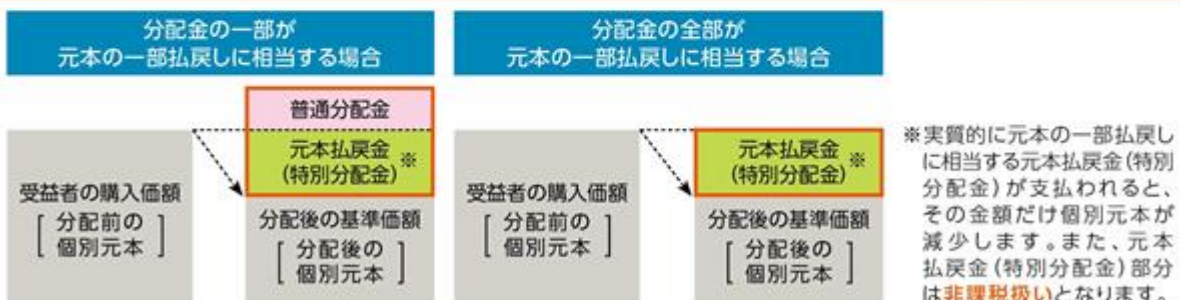 分配金の一部が
元本の一部払戻しに相当する場合
普通分配金
元本払戻金
(特別分配金)※
受益者の購入価額
[ 分配前の
個別元本 ]
分配後の基準価額
[ 分配後の
個別元本 ]
分配金の全部が
元本の一部払戻しに相当する場合
元本払戻金
(特別分配金)※
受益者の購入価額
[ 分配前の
個別元本 ]
分配後の基準価額
[ 分配後の
個別元本 ]
※実質的に元本の一部払戻し
に相当する元本払戻金(特別
分配金)が支払われると、
その金額だけ個別元本が
減少します。また、元本
払戻金(特別分配金)部分
は非課税扱いとなります。